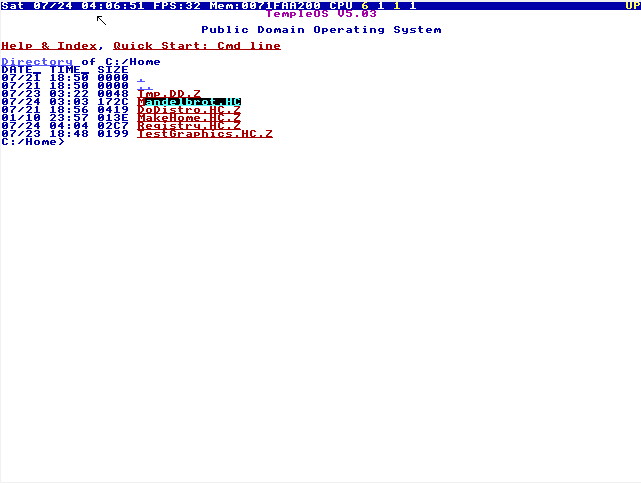 Sat 07/24 04:06:51 FPS:32 Mem:0071FAA200 CPU 6 1 1 1 UP
TempleOS V5.03
Public Domain Operating System
Help & Index, Quick Start: Cmd line
Directory of C:/Home
DATE_ TIME_ SIZE
07/21 18:50 0000 .
07/21 18:50 0000 ..
07/23 03:22 0048 Tmp.DD.Z
07/24 03:03 172C Mandelbrot.HC
07/21 18:56 0419 DoDistro.HC.Z
01/10 23:57 013E MakeHome.HC.Z
07/24 04:04 02C7 Registry.HC.Z
07/23 18:48 0199 TestGraphics.HC.Z
C:/Home>